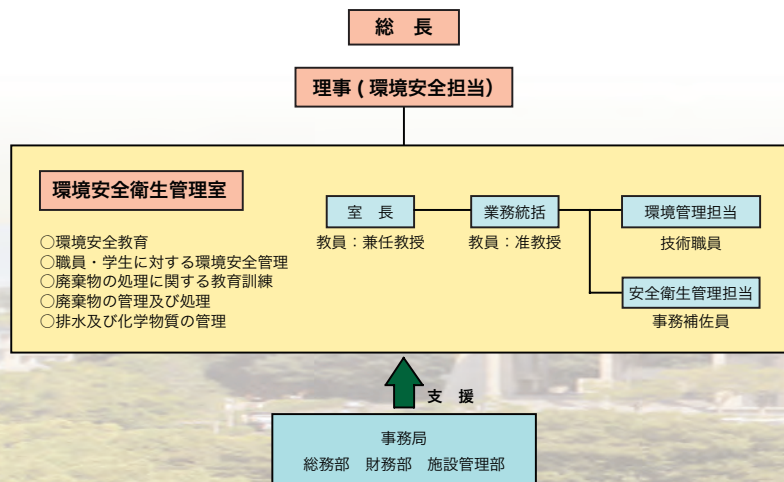 総　長
理事 ( 環境安全担当）
環境安全衛生管理室
○環境安全教育
○職員・学生に対する環境安全管理
○廃棄物の処理に関する教育訓練
○廃棄物の管理及び処理
○排水及び化学物質の管理
室　長
教員：兼任教授
業務統括
教員：准教授
環境管理担当
技術職員
安全衛生管理担当
事務補佐員
支　援
事務局
総務部　財務部　施設管理部